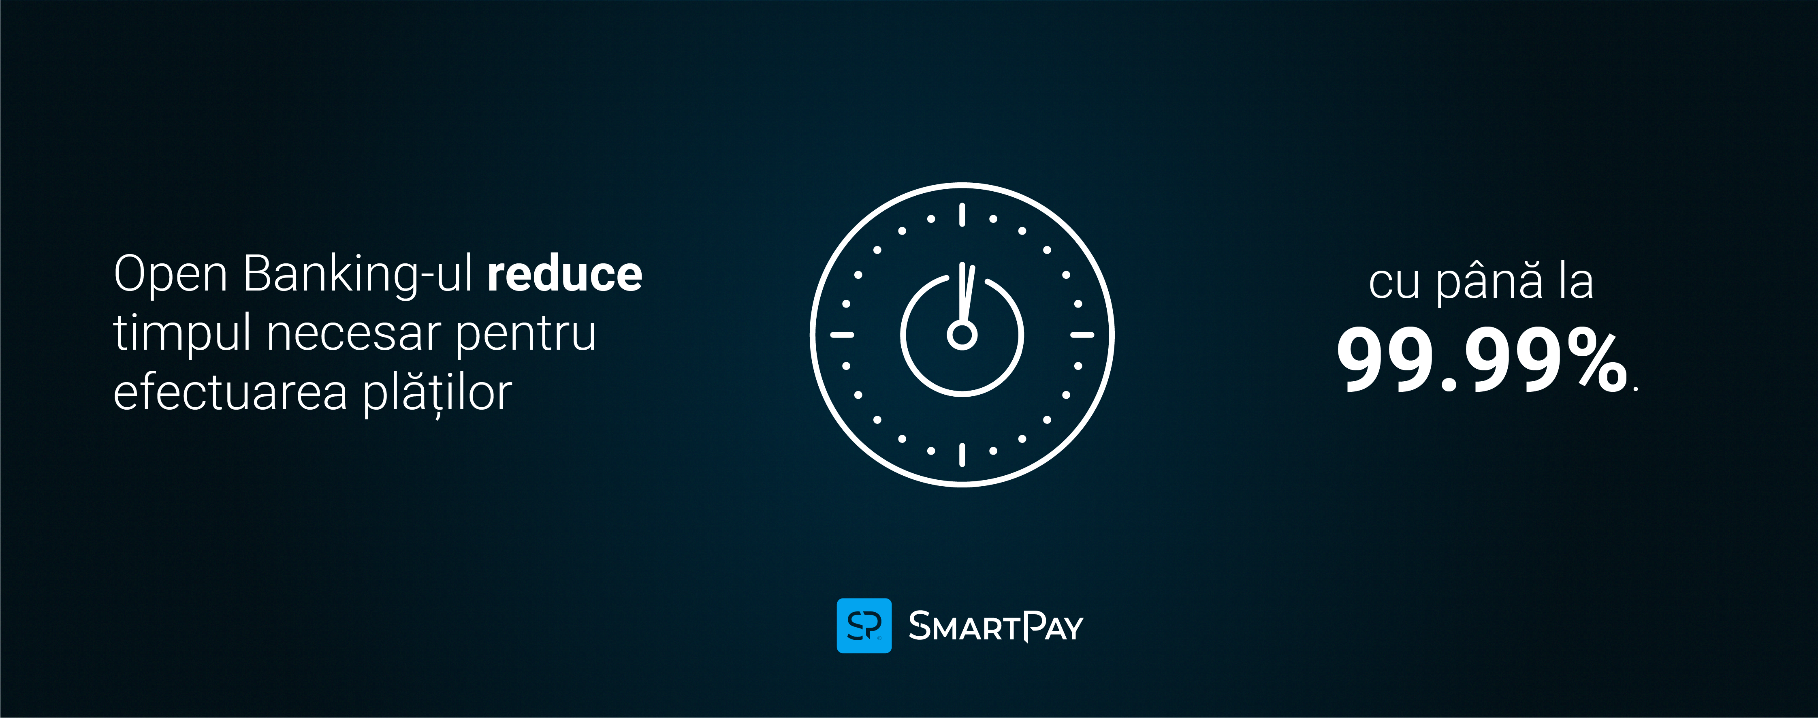 Open Banking-ul reduce
timpul necesar pentru
efectuarea plăților
cu până la
99.99%.
SP SMARTPAY